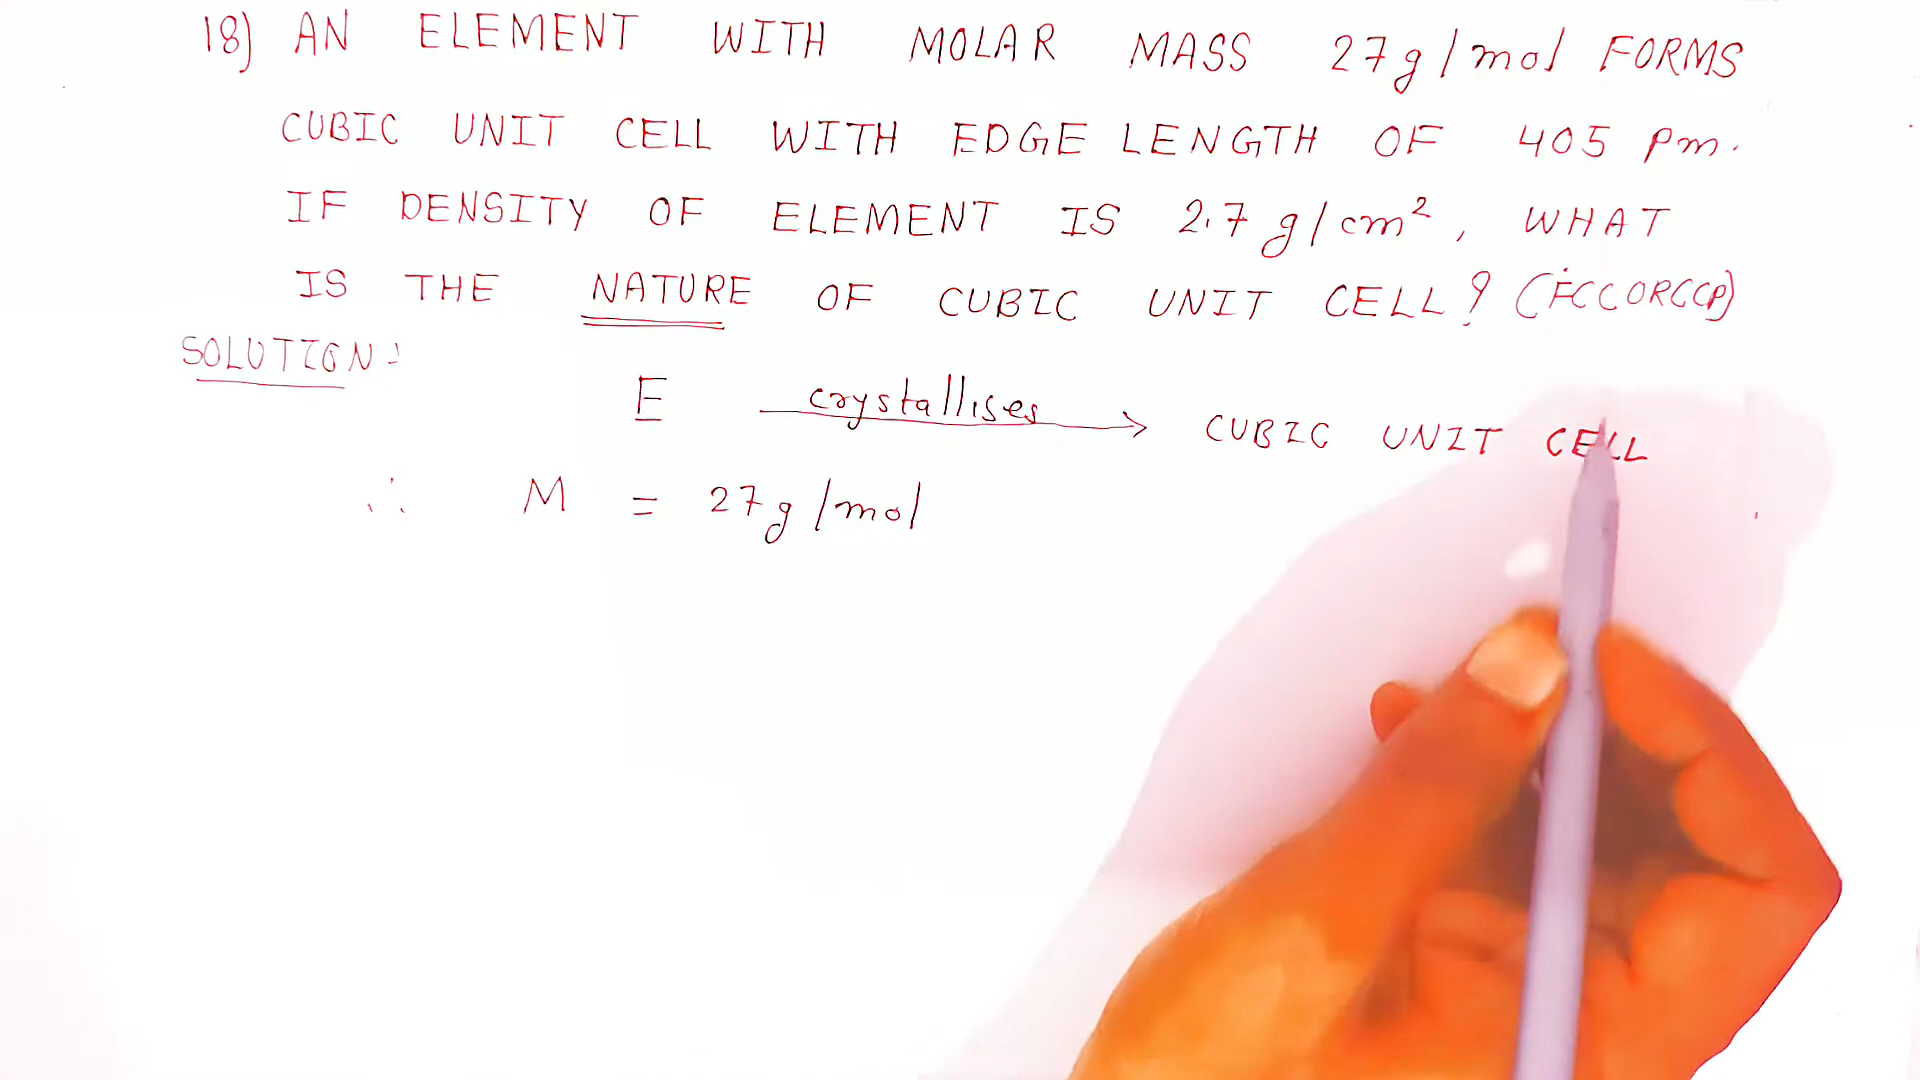 18) AN ELEMENT WITH MOLAR MASS 27g/mol FORMS
CUBIC UNIT CELL WITH EDGE LENGTH OF 405 pm.
IF DENSITY OF ELEMENT IS 2.7 g/cm², WHAT
IS THE NATURE OF CUBIC UNIT CELL? (FCC OR CCP)
SOLUTION:
E crystallises → CUBIC UNIT CELL
∴ M = 27g/mol